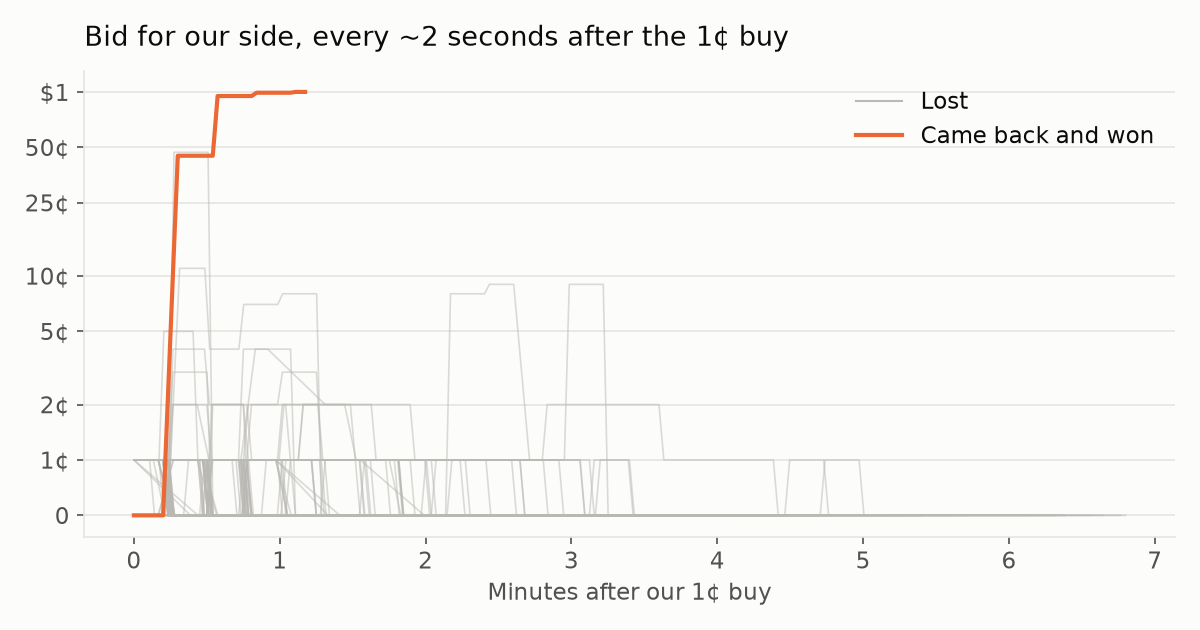 Bid for our side, every ~2 seconds after the 1¢ buy
$1
50¢
25¢
10¢
5¢
2¢
1¢
0
Lost
Came back and won
0 1 2 3 4 5 6 7
Minutes after our 1¢ buy